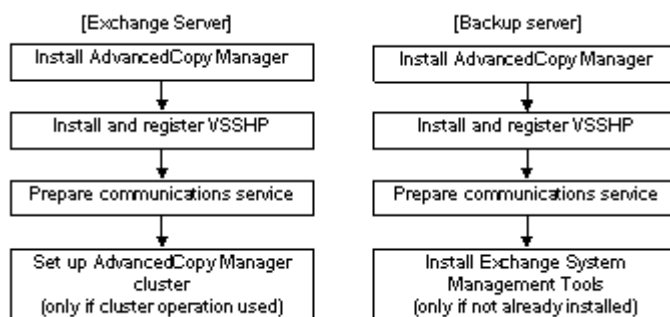 [Exchange Server]
Install AdvancedCopy Manager
Install and register VSSHP
Prepare communications service
Set up AdvancedCopy Manager
cluster
(only if cluster operation used)
[Backup server]
Install AdvancedCopy Manager
Install and register VSSHP
Prepare communications service
Install Exchange System
Management Tools
(only if not already installed)